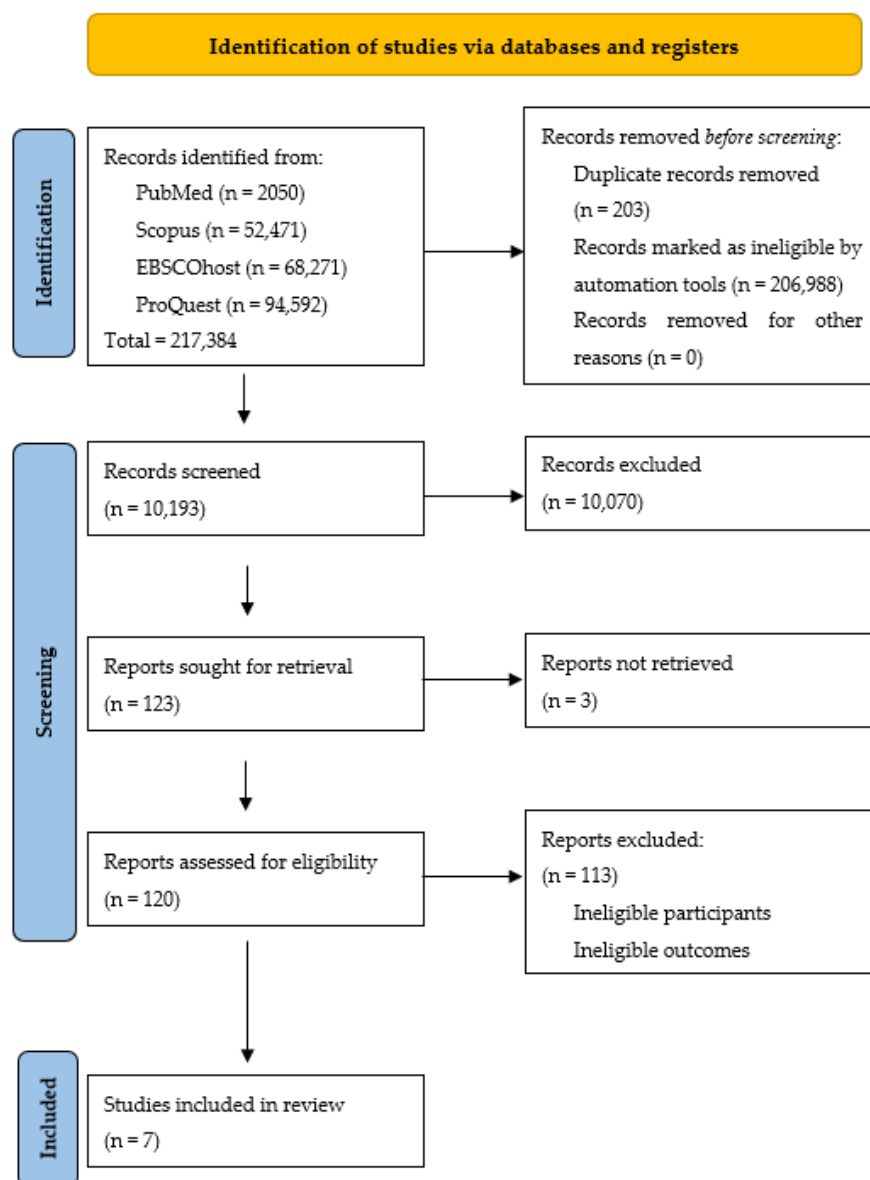 Identification of studies via databases and registers
Identification
Records identified from:
PubMed (n = 2050)
Scopus (n = 52,471)
EBSCOhost (n = 68,271)
ProQuest (n = 94,592)
Total = 217,384
Records removed before screening:
Duplicate records removed
(n = 203)
Records marked as ineligible by
automation tools (n = 206,988)
Records removed for other
reasons (n = 0)
Screening
Records screened
(n = 10,193)
Records excluded
(n = 10,070)
Reports sought for retrieval
(n = 123)
Reports not retrieved
(n = 3)
Reports assessed for eligibility
(n = 120)
Reports excluded:
(n = 113)
Ineligible participants
Ineligible outcomes
Included
Studies included in review
(n = 7)